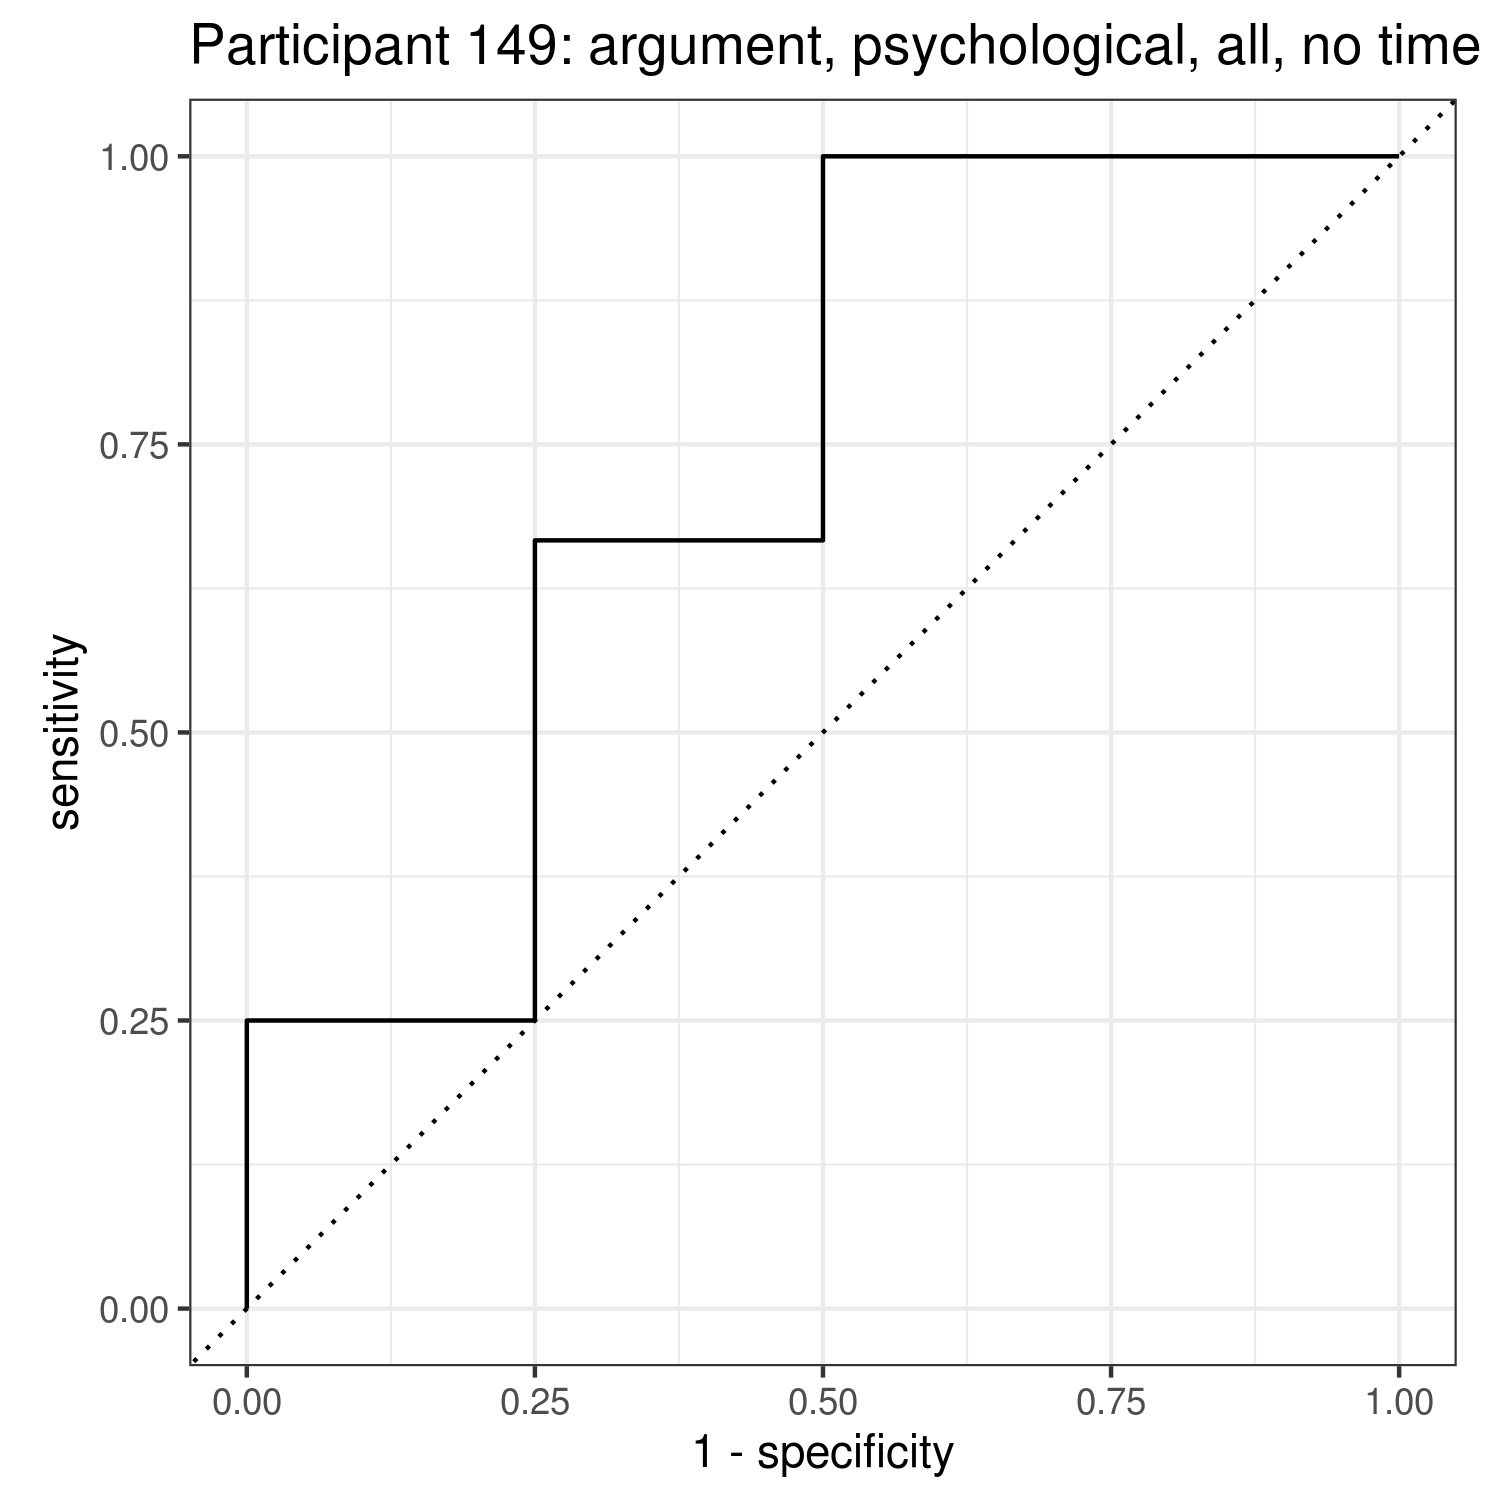 Participant 149: argument, psychological, all, no time
1.00
0.75
0.50
0.25
0.00
sensitivity
0.00 0.25 0.50 0.75 1.00
1 - specificity